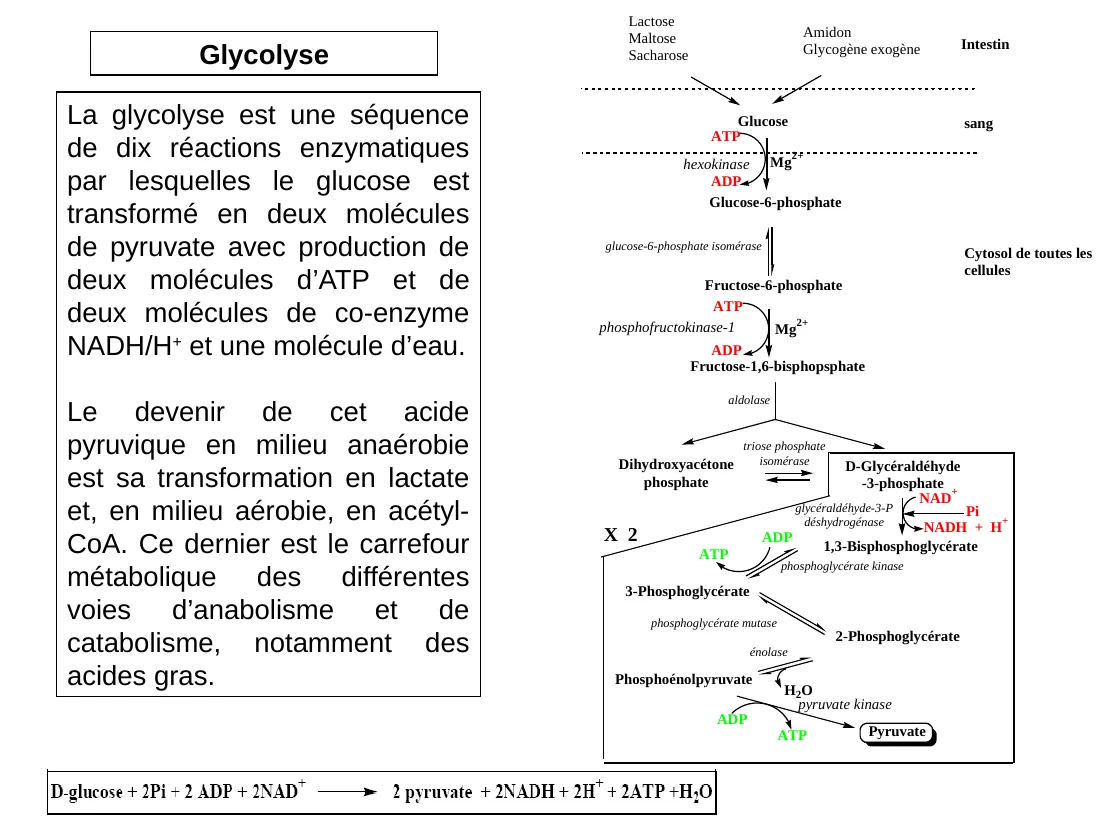 Glycolyse
La glycolyse est une séquence
de dix réactions enzymatiques
par lesquelles le glucose est
transformé en deux molécules
de pyruvate avec production de
deux molécules d’ATP et de
deux molécules de co-enzyme
NADH/H⁺ et une molécule d’eau.
Le devenir de cet acide
pyruvique en milieu anaérobie
est sa transformation en lactate
et, en milieu aérobie, en acétyl-
CoA. Ce dernier est le carrefour
métabolique des différentes
voies d’anabolisme et de
catabolisme, notamment des
acides gras.
Lactose
Maltose
Sacharose
Amidon
Glycogène exogène
Intestin
Glucose
sang
ATP
hexokinase
Mg²⁺
ADP
Glucose-6-phosphate
glucose-6-phosphate isomérase
Cytosol de toutes les
cellules
Fructose-6-phosphate
ATP
phosphofructokinase-1
Mg²⁺
ADP
Fructose-1,6-bisphopsphate
aldolase
triose phosphate
isomérase
Dihydroxyacétone
phosphate
D-Glycéraldéhyde
-3-phosphate
NAD⁺
Pi
glycéraldéhyde-3-P
déshydrogénase
NADH + H⁺
X 2
ADP
ATP
1,3-Bisphosphoglycérate
phosphoglycérate kinase
3-Phosphoglycérate
phosphoglycérate mutase
2-Phosphoglycérate
énolase
Phosphoénolpyruvate
H₂O
pyruvate kinase
ADP
ATP
Pyruvate
D-glucose + 2Pi + 2 ADP + 2NAD⁺ ⟶ 2 pyruvate + 2NADH + 2H⁺ + 2ATP +H₂O